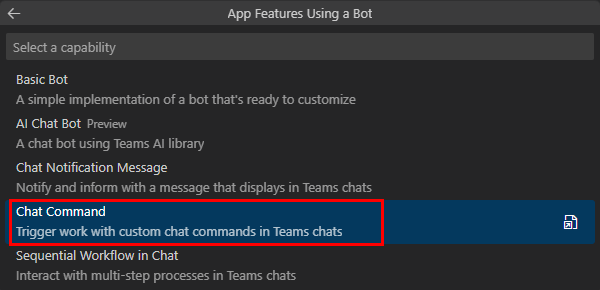 App Features Using a Bot
Select a capability
Basic Bot
A simple implementation of a bot that's ready to customize
AI Chat Bot Preview
A chat bot using Teams AI library
Chat Notification Message
Notify and inform with a message that displays in Teams chats
Chat Command
Trigger work with custom chat commands in Teams chats
Sequential Workflow in Chat
Interact with multi-step processes in Teams chats